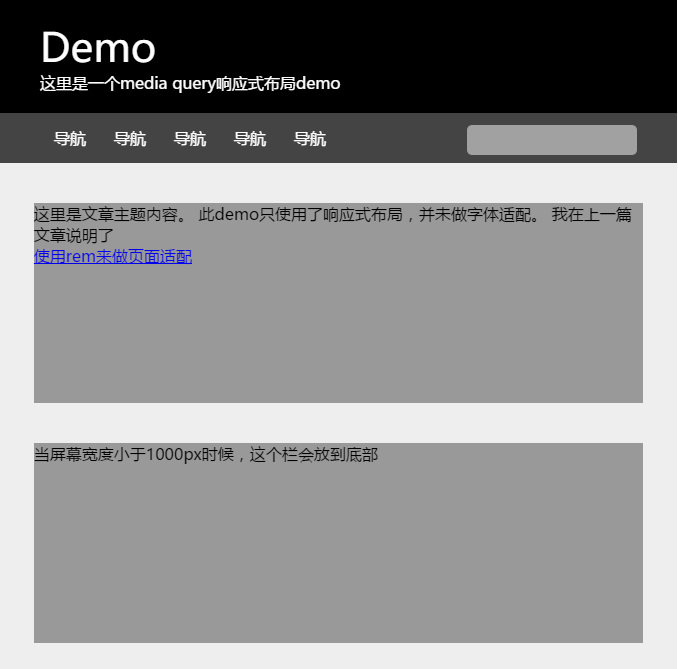 Demo
这里是一个media query响应式布局demo
导航 导航 导航 导航 导航
这里是文章主题内容。 此demo只使用了响应式布局，并未做字体适配。 我在上一篇
文章说明了
使用rem来做页面适配
当屏幕宽度小于1000px时候，这个栏会放到底部